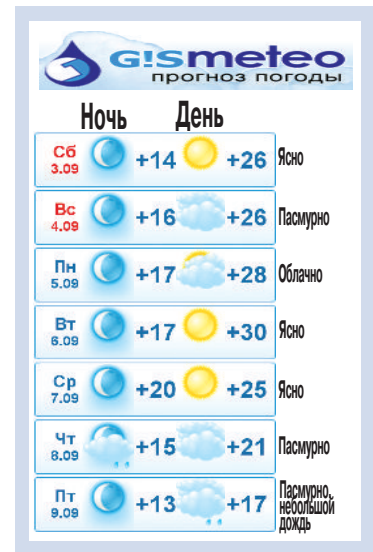 G!SMeteo
прогноз погоды
Ночь День
Сб
3.09 +14 +26 Ясно
Вс
4.09 +16 +26 Пасмурно
Пн
5.09 +17 +28 Облачно
Вт
6.09 +17 +30 Ясно
Ср
7.09 +20 +25 Ясно
Чт
8.09 +15 +21 Пасмурно
Пт
9.09 +13 +17 Пасмурно,
небольшой
дождь